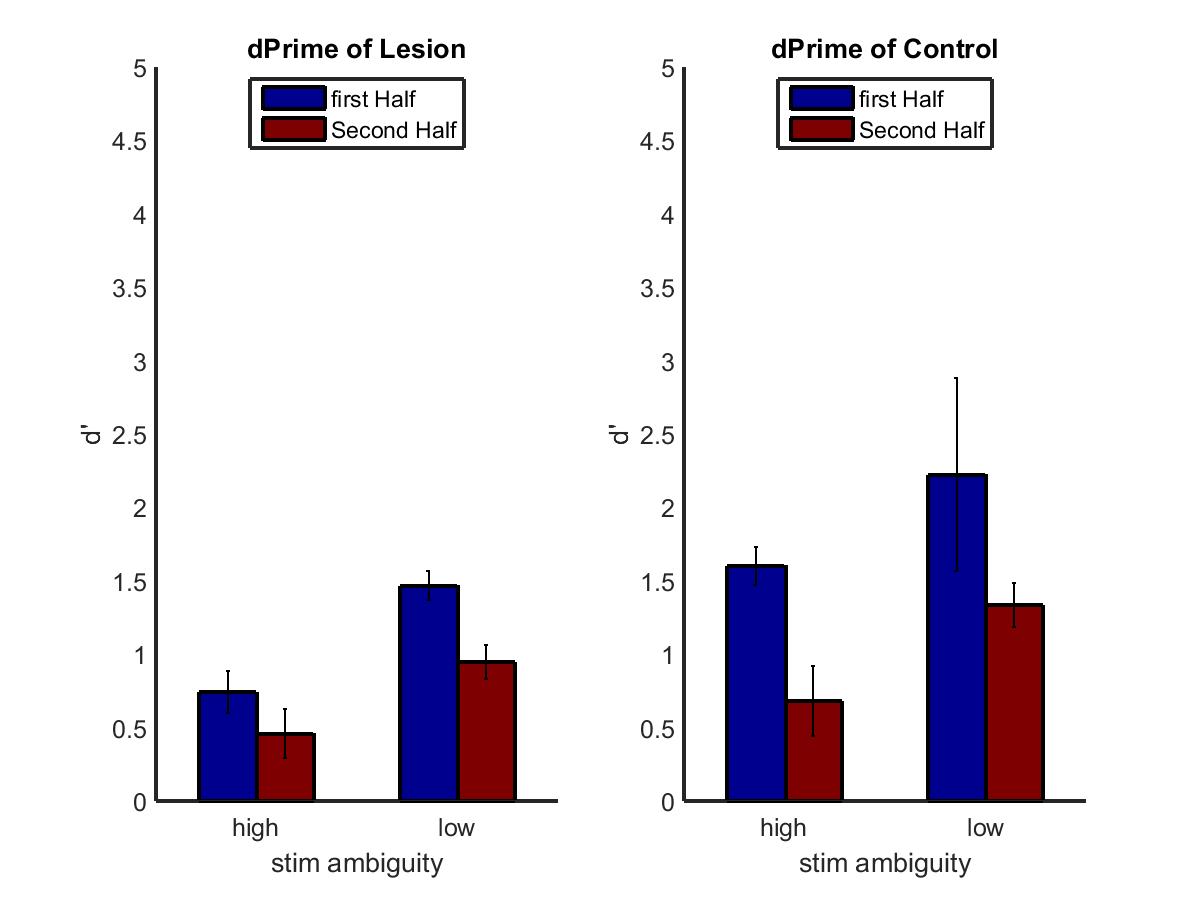 dPrime of Lesion
first Half
Second Half
5
4.5
4
3.5
3
2.5
2
1.5
1
0.5
0
d'
high low
stim ambiguity
dPrime of Control
first Half
Second Half
5
4.5
4
3.5
3
2.5
2
1.5
1
0.5
0
d'
high low
stim ambiguity